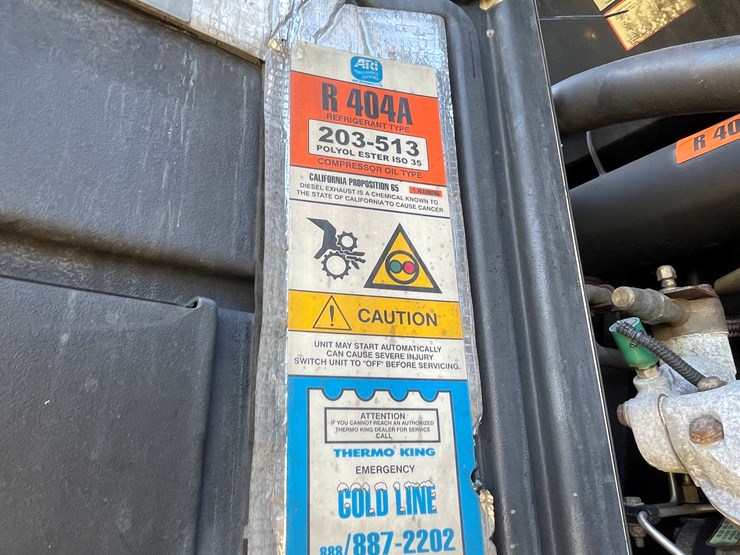 ARI
R 404A
REFRIGERANT TYPE
203-513
POLYOL ESTER ISO 35
COMPRESSOR OIL TYPE
CALIFORNIA PROPOSITION 65 WARNING
DIESEL EXHAUST IS A CHEMICAL KNOWN TO
THE STATE OF CALIFORNIA TO CAUSE CANCER
CAUTION
UNIT MAY START AUTOMATICALLY
CAN CAUSE SEVERE INJURY
SWITCH UNIT TO "OFF" BEFORE SERVICING.
ATTENTION
IF YOU CANNOT REACH AN AUTHORIZED
THERMO KING DEALER FOR SERVICE
CALL
THERMO KING
EMERGENCY
COLD LINE
888/887-2202
R 40